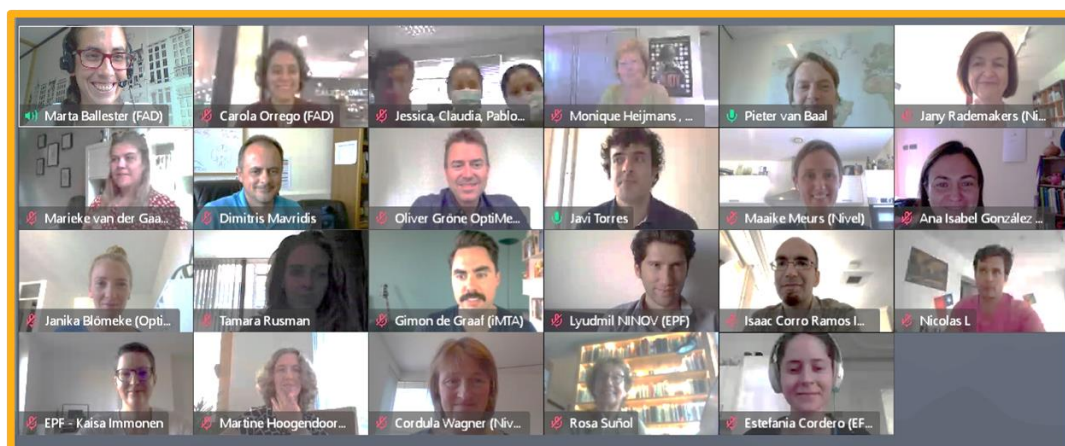 Marta Ballester (FAD)
Carola Orrego (FAD)
Jessica, Clàudia, Pablo...
Monique Heijmans , ...
Pieter van Baal
Jany Rademakers (Ni...
Marieke van der Gaa...
Dimitris Mavridis
Oliver Gröne OptiMe...
Javi Torres
Maaike Meurs (Nivel)
Ana Isabel González ...
Janika Blömeke (Opti...
Tamara Rusman
Gimon de Graaf (iMTA)
Lyudmil NINOV (EPF)
Isaac Corro Ramos I...
Nicolas L
EPF - Kaisa Immonen
Martine Hoogendoor...
Cordula Wagner (Niv...
Rosa Suñol
Estefania Cordero (EF...